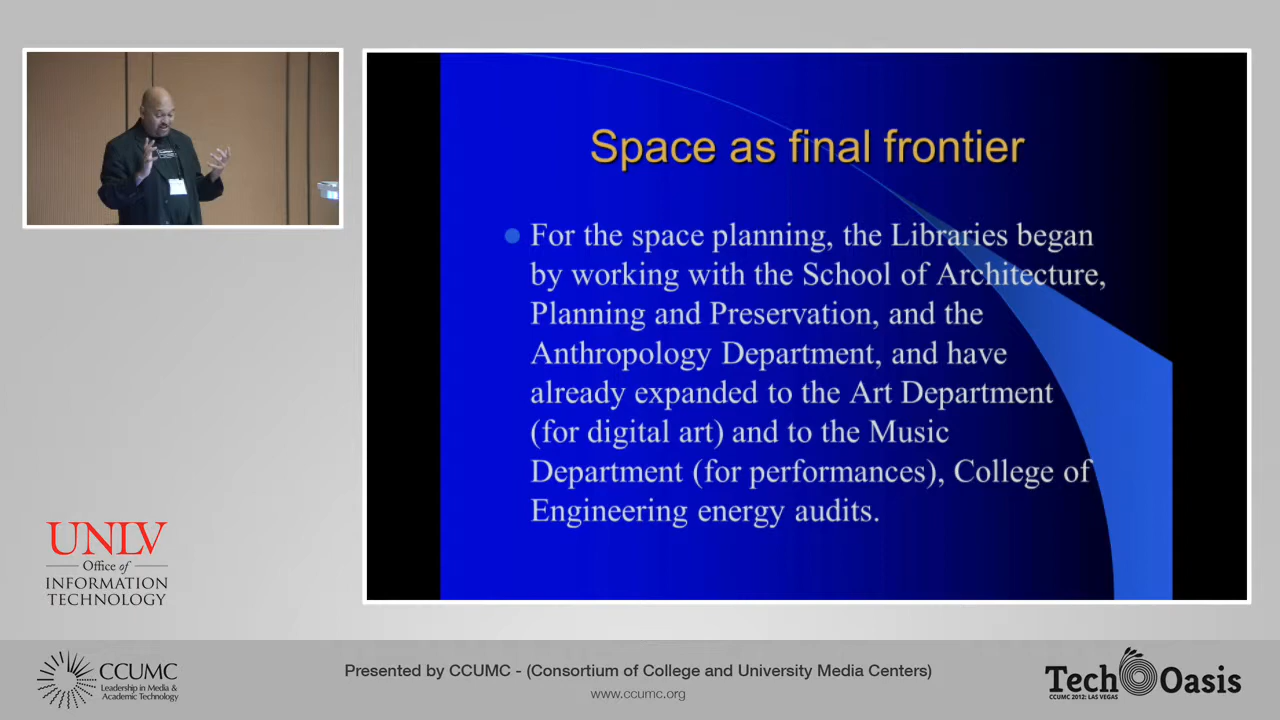 Space as final frontier
For the space planning, the Libraries began
by working with the School of Architecture,
Planning and Preservation, and the
Anthropology Department, and have
already expanded to the Art Department
(for digital art) and to the Music
Department (for performances), College of
Engineering energy audits.
UNLV
Office of
INFORMATION
TECHNOLOGY
CCUMC
Leadership in Media &
Academic Technology
Presented by CCUMC - (Consortium of College and University Media Centers)
www.ccumc.org
Tech Oasis
CCUMC 2012: LAS VEGAS